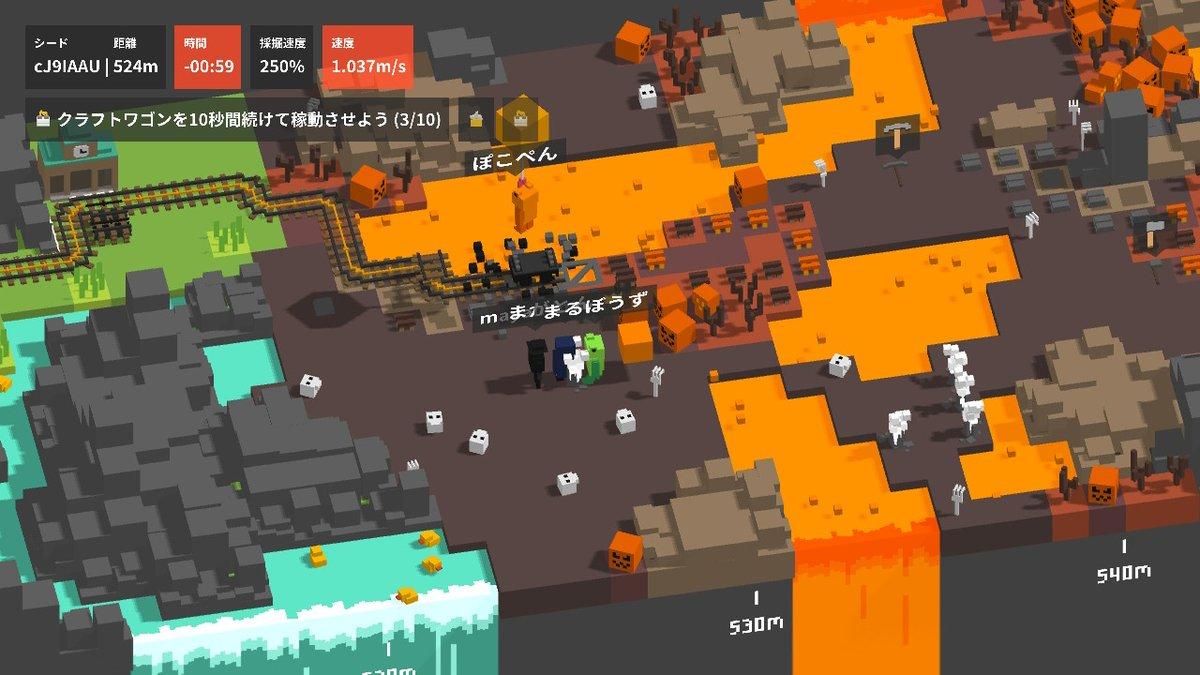 シード 距離 時間 採掘速度 速度
cJ9IAAU | 524m -00:59 250% 1.037m/s
クラフトワゴンを10秒間続けて稼動させよう (3/10)
ぽこぺん
まるぼうず
530m
540m